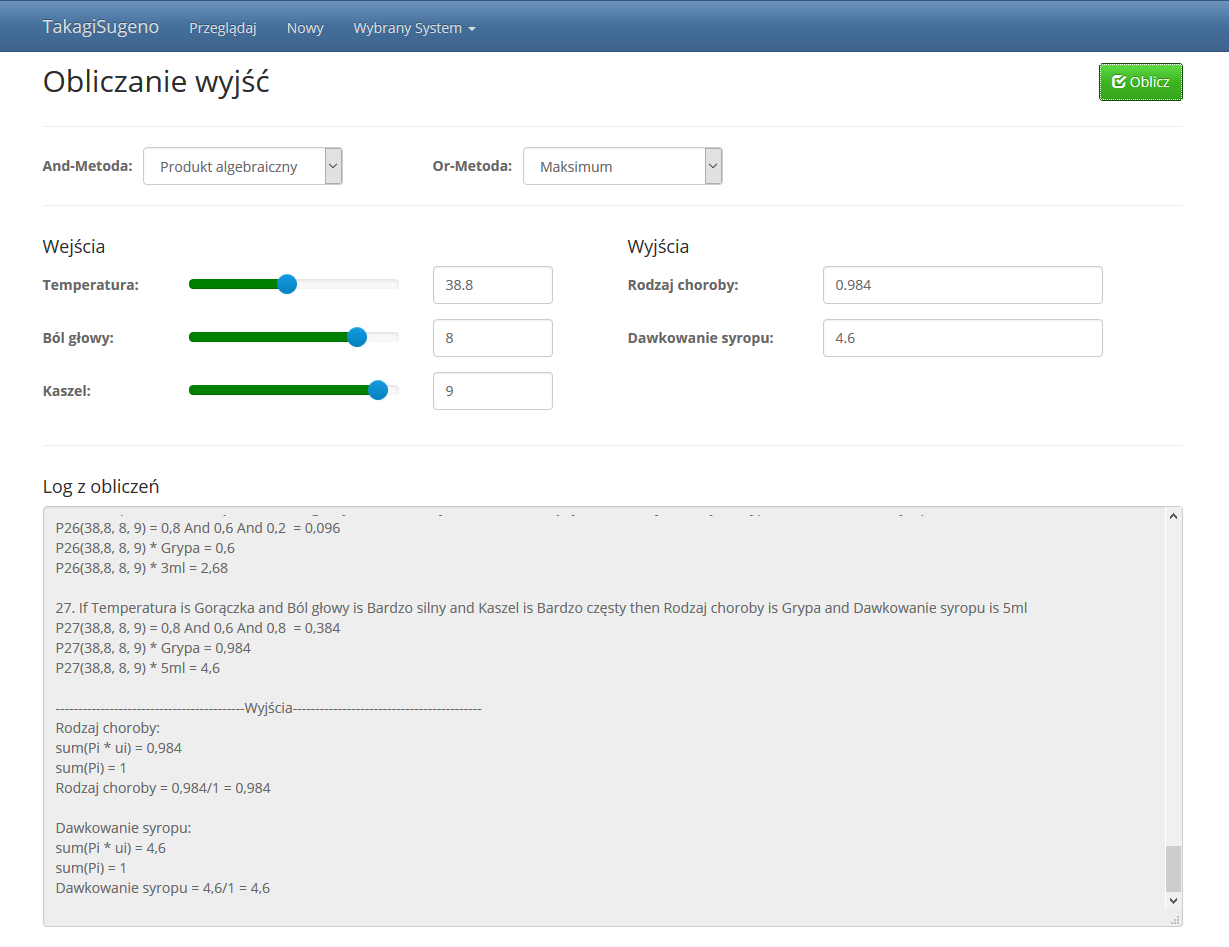 TakagiSugeno Przeglądaj Nowy Wybrany System
Obliczanie wyjść
Oblicz
And-Metoda: Produkt algebraiczny Or-Metoda: Maksimum
Wejścia
Temperatura: 38.8
Ból głowy: 8
Kaszel: 9
Wyjścia
Rodzaj choroby: 0.984
Dawkowanie syropu: 4.6
Log z obliczeń
P26(38,8, 8, 9) = 0,8 And 0,6 And 0,2 = 0,096
P26(38,8, 8, 9) * Grypa = 0,6
P26(38,8, 8, 9) * 3ml = 2,68
27. If Temperatura is Gorączka and Ból głowy is Bardzo silny and Kaszel is Bardzo częsty then Rodzaj choroby is Grypa and Dawkowanie syropu is 5ml
P27(38,8, 8, 9) = 0,8 And 0,6 And 0,8 = 0,384
P27(38,8, 8, 9) * Grypa = 0,984
P27(38,8, 8, 9) * 5ml = 4,6
------------------------------------------Wyjścia------------------------------------------
Rodzaj choroby:
sum(Pi * ui) = 0,984
sum(Pi) = 1
Rodzaj choroby = 0,984/1 = 0,984
Dawkowanie syropu:
sum(Pi * ui) = 4,6
sum(Pi) = 1
Dawkowanie syropu = 4,6/1 = 4,6